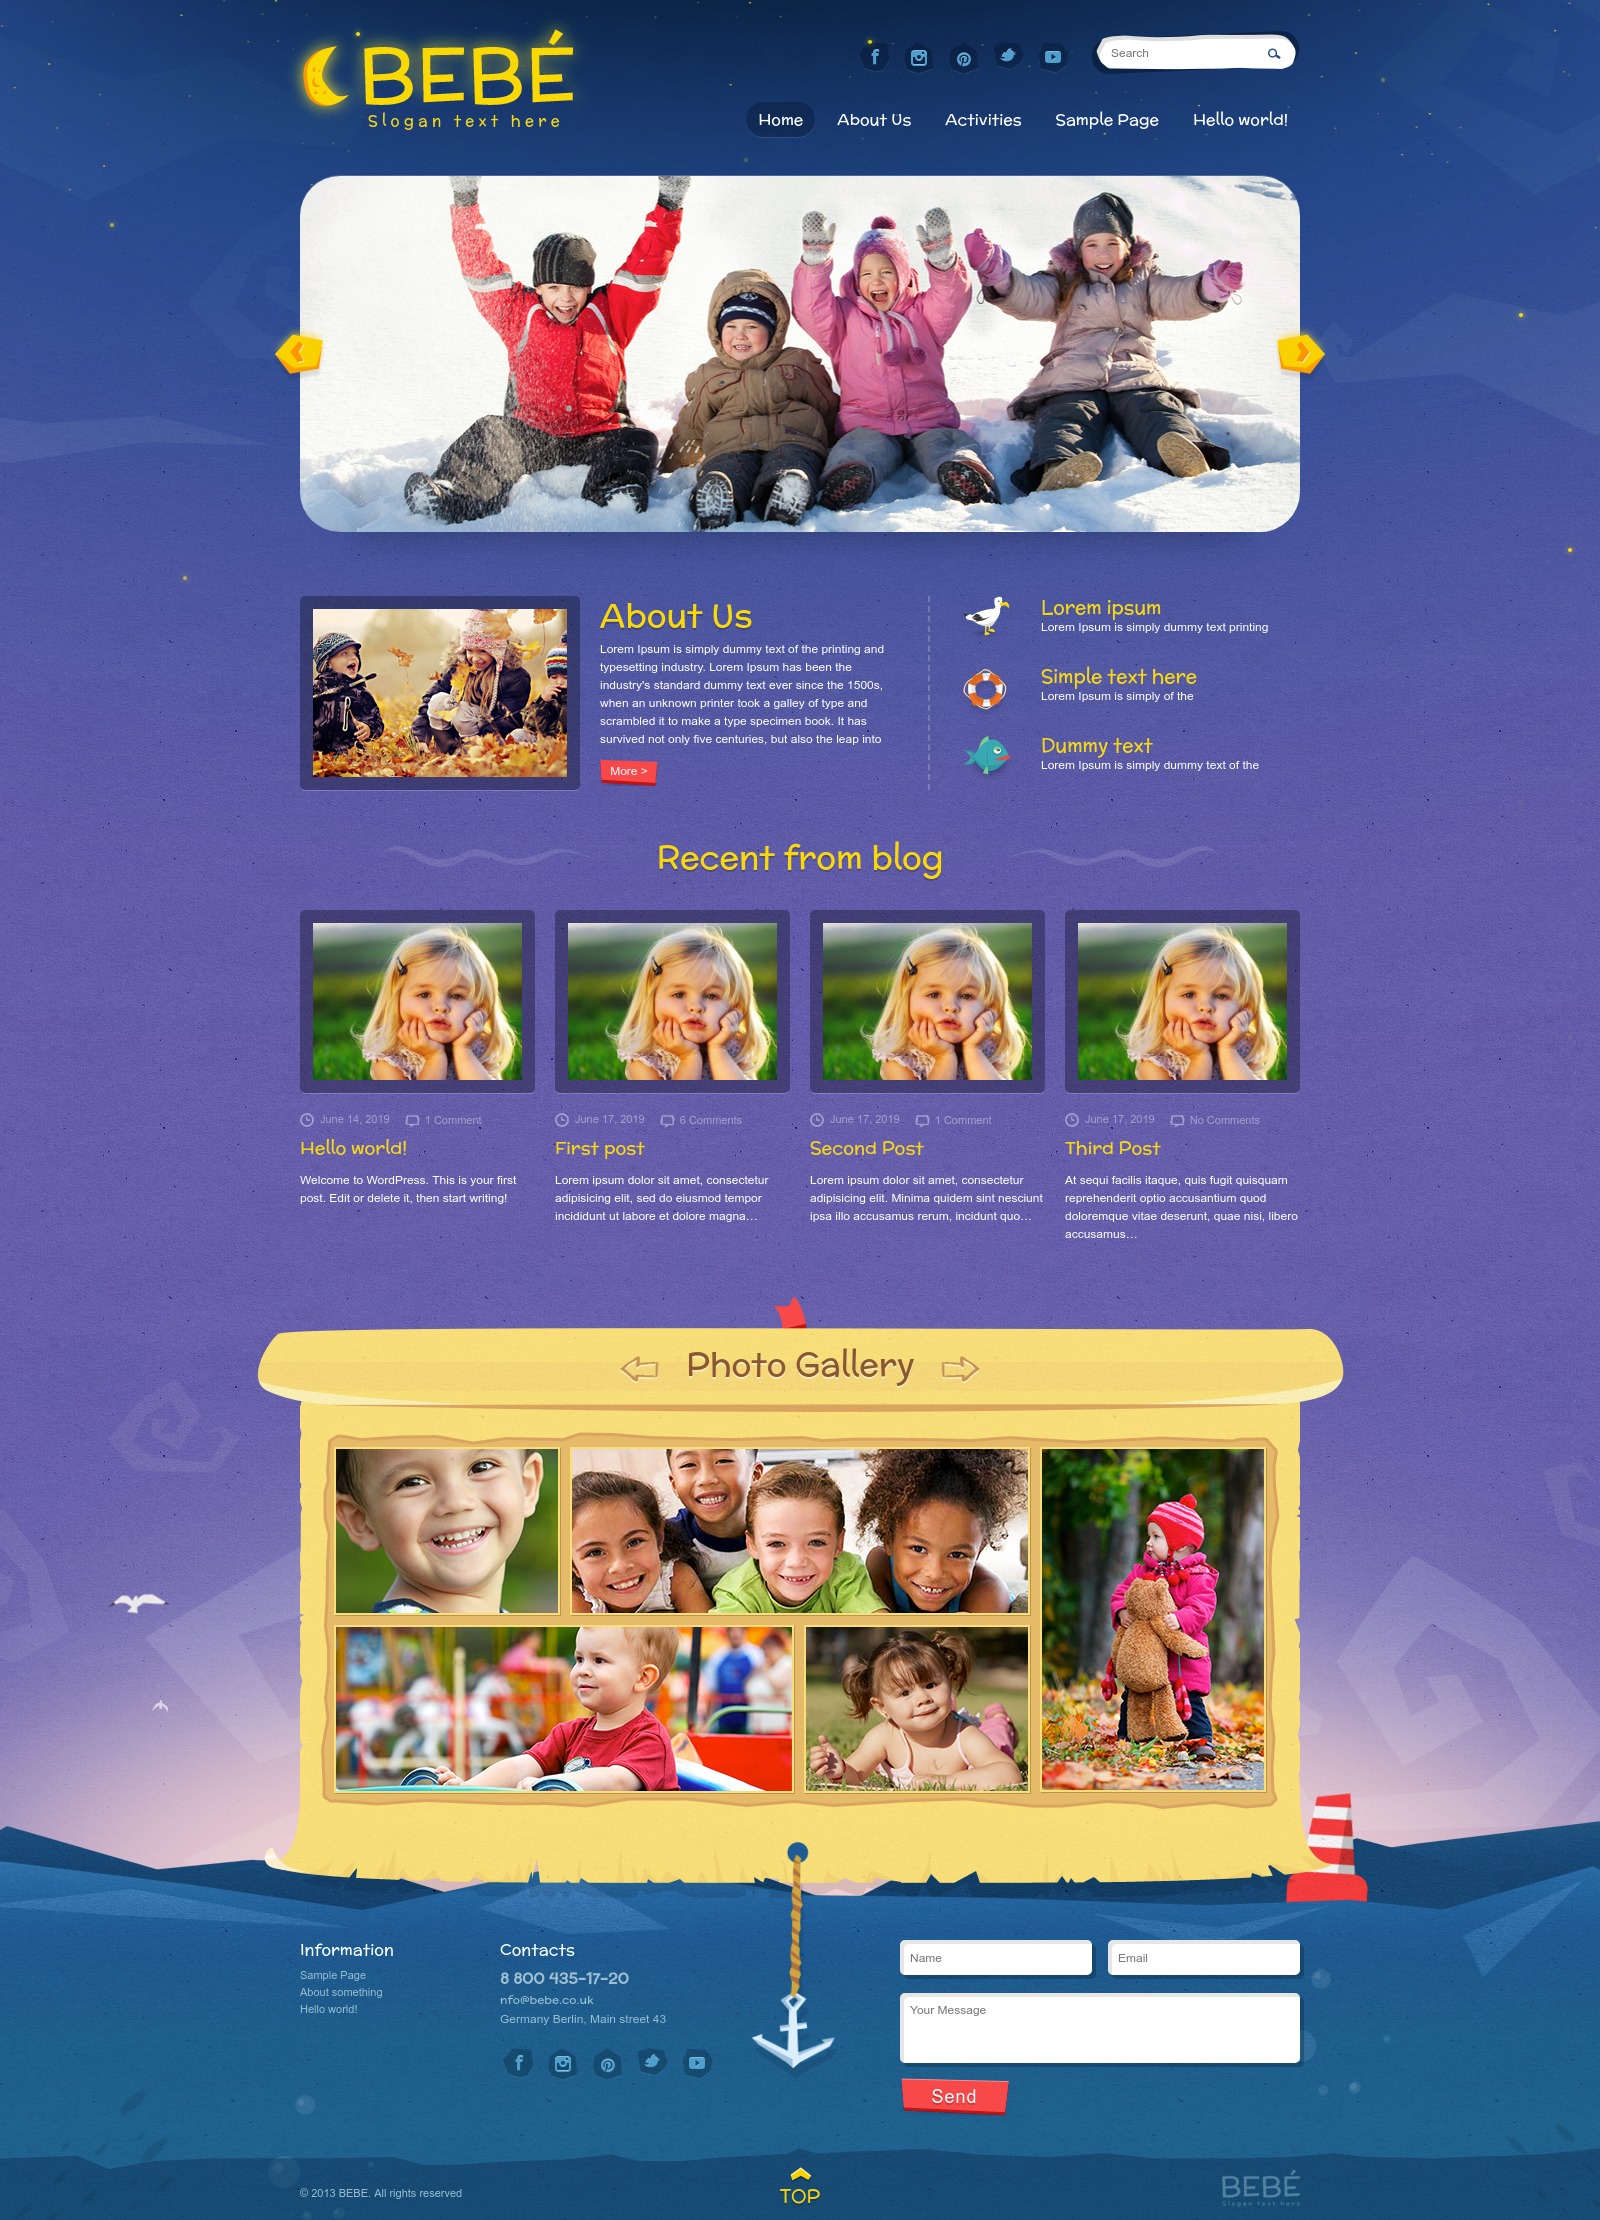 BEBÉ
Slogan text here
Search
Home
About Us
Activities
Sample Page
Hello world!
About Us
Lorem Ipsum is simply dummy text of the printing and
typesetting industry. Lorem Ipsum has been the
industry's standard dummy text ever since the 1500s,
when an unknown printer took a galley of type and
scrambled it to make a type specimen book. It has
survived not only five centuries, but also the leap into
More >
Lorem ipsum
Lorem Ipsum is simply dummy text printing
Simple text here
Lorem Ipsum is simply of the
Dummy text
Lorem Ipsum is simply dummy text of the
Recent from blog
June 14, 2019
1 Comment
Hello world!
Welcome to WordPress. This is your first
post. Edit or delete it, then start writing!
June 17, 2019
6 Comments
First post
Lorem ipsum dolor sit amet, consectetur
adipisicing elit, sed do eiusmod tempor
incididunt ut labore et dolore magna…
June 17, 2019
1 Comment
Second Post
Lorem ipsum dolor sit amet, consectetur
adipisicing elit. Minima quidem sint nesciunt
ipsa illo accusamus rerum, incidunt quo…
June 17, 2019
No Comments
Third Post
At sequi facilis itaque, quis fugit quisquam
reprehenderit optio accusantium quod
doloremque vitae deserunt, quae nisi, libero
accusamus…
Photo Gallery
Information
Sample Page
About something
Hello world!
Contacts
8 800 435-17-20
nfo@bebe.co.uk
Germany Berlin, Main street 43
Name
Email
Your Message
Send
© 2013 BEBE. All rights reserved
TOP
BEBÉ
Slogan text here